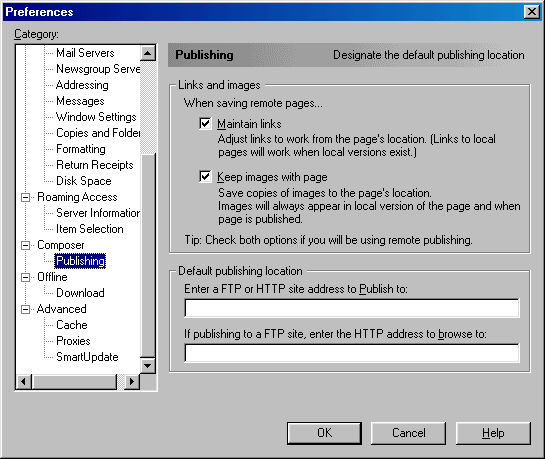 Preferences
Category:
Mail Servers
Newsgroup Serve
Addressing
Messages
Window Settings
Copies and Folder
Formatting
Return Receipts
Disk Space
Roaming Access
Server Information
Item Selection
Composer
Publishing
Offline
Download
Advanced
Cache
Proxies
SmartUpdate
Publishing Designate the default publishing location
Links and images
When saving remote pages...
Maintain links
Adjust links to work from the page's location. (Links to local
pages will work when local versions exist.)
Keep images with page
Save copies of images to the page's location.
Images will always appear in local version of the page and when
page is published.
Tip: Check both options if you will be using remote publishing.
Default publishing location
Enter a FTP or HTTP site address to Publish to:
If publishing to a FTP site, enter the HTTP address to browse to:
OK Cancel Help